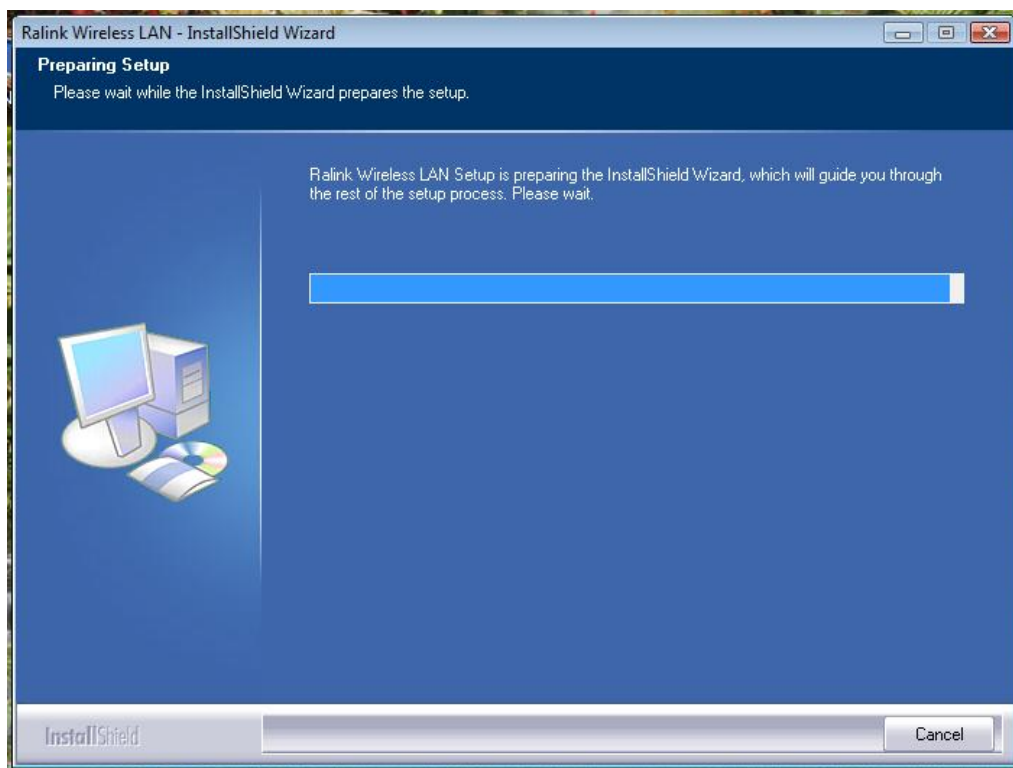 Ralink Wireless LAN - InstallShield Wizard
Preparing Setup
Please wait while the InstallShield Wizard prepares the setup.
Ralink Wireless LAN Setup is preparing the InstallShield Wizard, which will guide you through
the rest of the setup process. Please wait.
InstallShield
Cancel